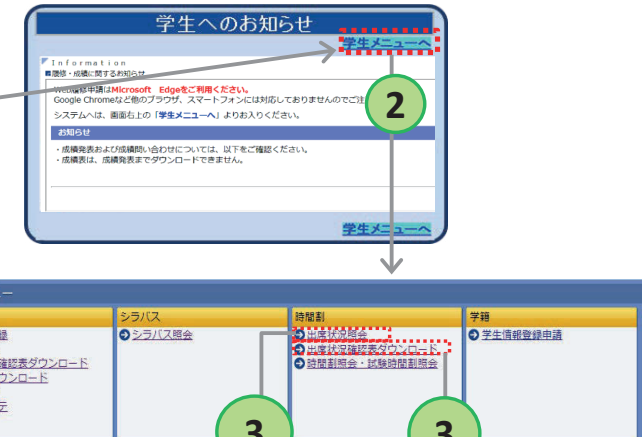 学生へのお知らせ
学生メニューへ
Information
履修・成績に関するお知らせ
Web履修申請はMicrosoft Edgeをご利用ください。
Google Chromeなど他のブラウザ、スマートフォンには対応しておりませんのでご注
システムへは、画面右上の「学生メニューへ」よりお入りください。
2
お知らせ
・成績発表および成績問い合わせについては、以下をご確認ください。
・成績表は、成績発表までダウンロードできません。
学生メニューへ
ー
シラバス
時間割
学籍
録
シラバス照会
出席状況照会
学生情報登録申請
確認表ダウンロード
出席状況確認表ダウンロード
ウンロード
時間割照会・試験時間割照会
テ
3
3